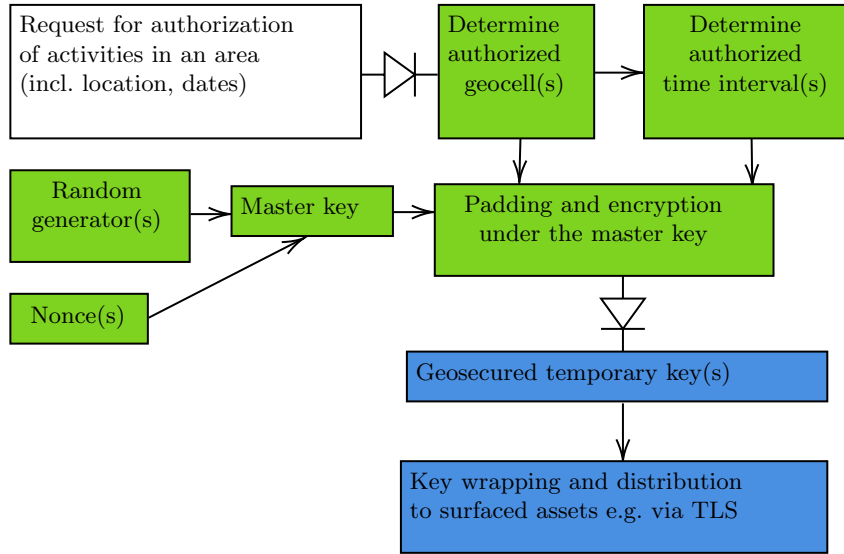 Request for authorization
of activities in an area
(incl. location, dates)
Determine
authorized
geocell(s)
Determine
authorized
time interval(s)
Random
generator(s)
Master key
Padding and encryption
under the master key
Nonce(s)
Geosecured temporary key(s)
Key wrapping and distribution
to surfaced assets e.g. via TLS